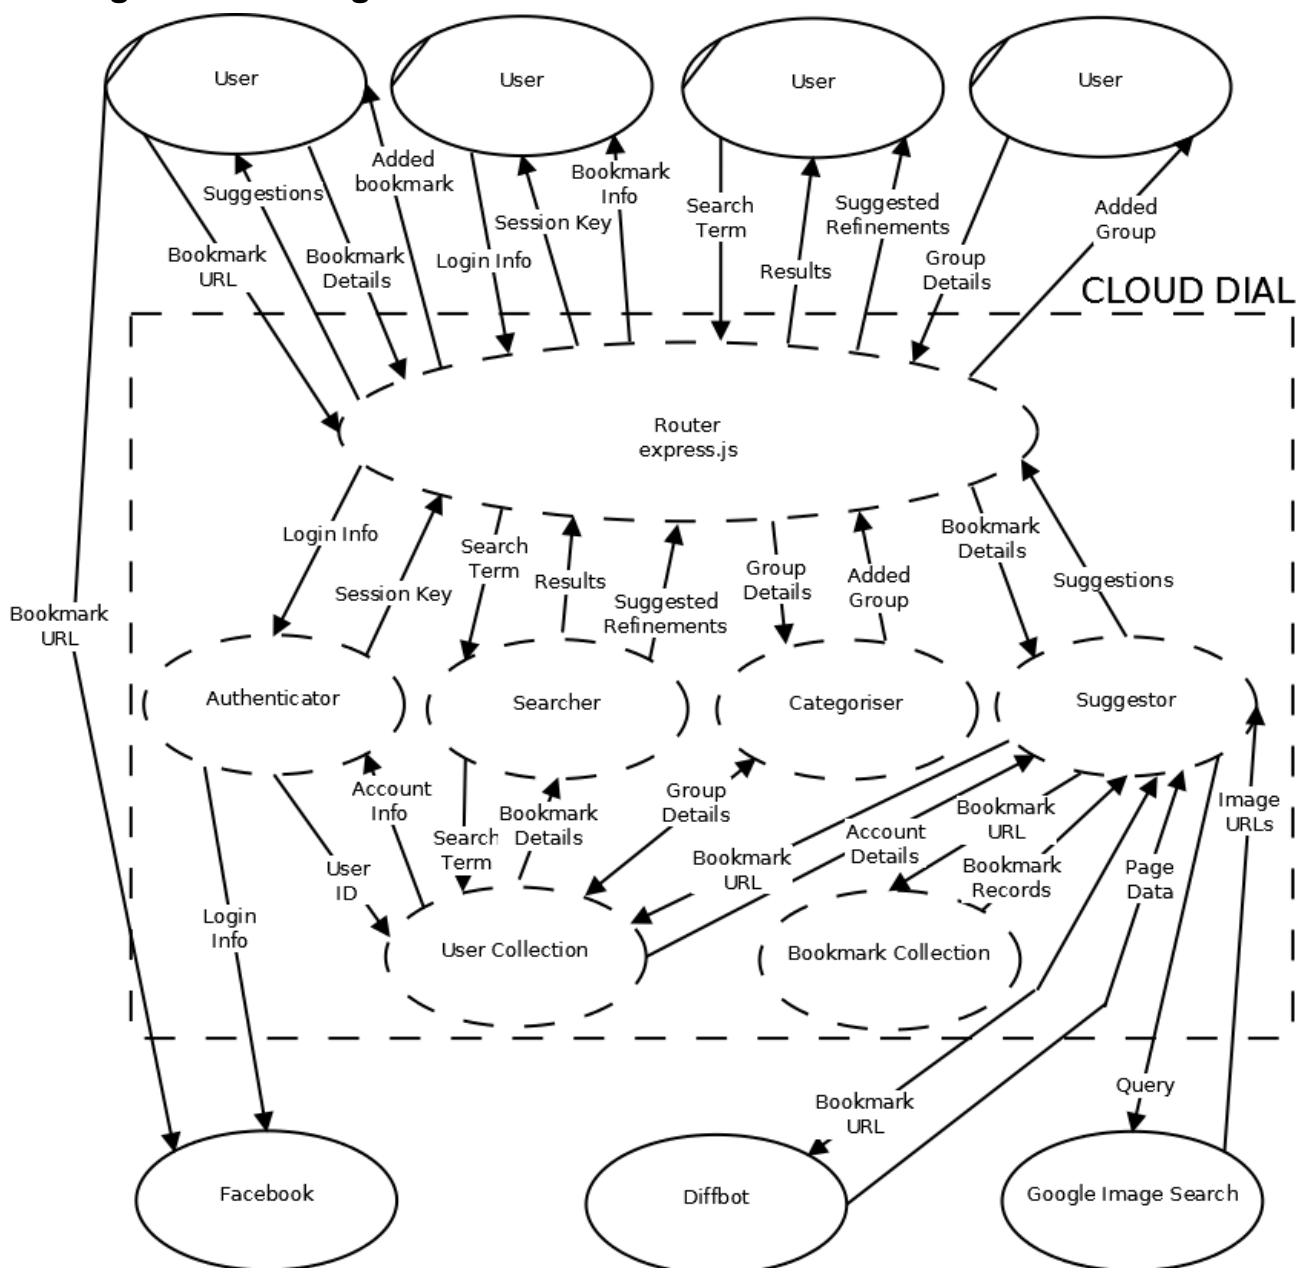 User
User
User
User
Added
bookmark
Suggestions
Bookmark
URL
Bookmark
Details
Login Info
Session Key
Bookmark
Info
Search
Term
Results
Suggested
Refinements
Group
Details
Added
Group
CLOUD DIAL
Router
express.js
Login Info
Session Key
Search
Term
Results
Suggested
Refinements
Group
Details
Added
Group
Bookmark
Details
Suggestions
Bookmark
URL
Authenticator
Searcher
Categoriser
Suggestor
Account
Info
Search
Term
Bookmark
Details
Group
Details
Bookmark
URL
Account
Details
Bookmark
URL
Bookmark
Records
Page
Data
Image
URLs
User
ID
Login
Info
User Collection
Bookmark Collection
Query
Bookmark
URL
Facebook
Diffbot
Google Image Search